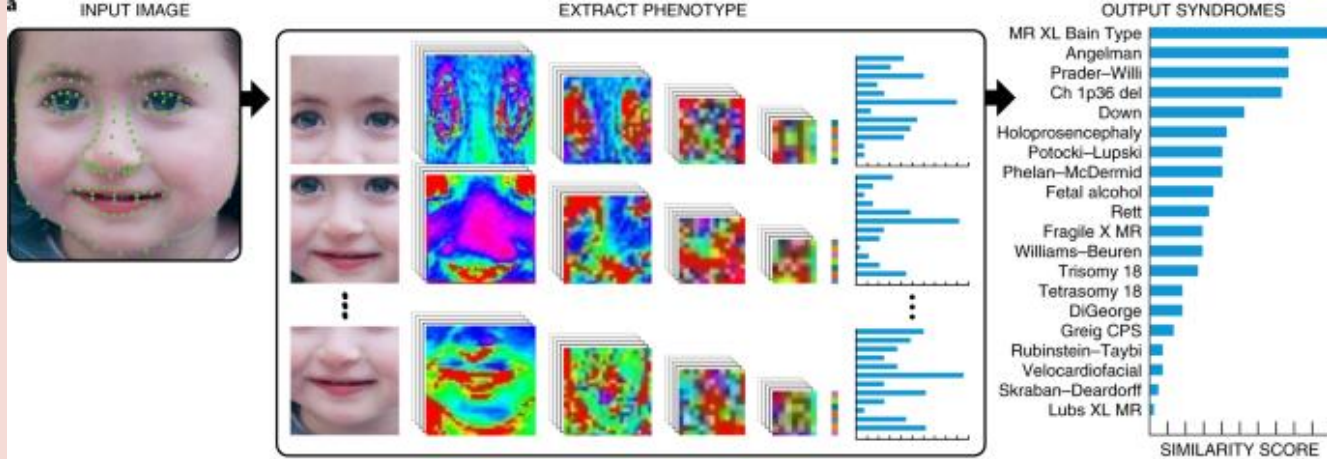 a
INPUT IMAGE
EXTRACT PHENOTYPE
OUTPUT SYNDROMES
MR XL Bain Type
Angelman
Prader–Willi
Ch 1p36 del
Down
Holoprosencephaly
Potocki–Lupski
Phelan–McDermid
Fetal alcohol
Rett
Fragile X MR
Williams–Beuren
Trisomy 18
Tetrasomy 18
DiGeorge
Greig CPS
Rubinstein–Taybi
Velocardiofacial
Skraban–Deardorff
Lubs XL MR
SIMILARITY SCORE